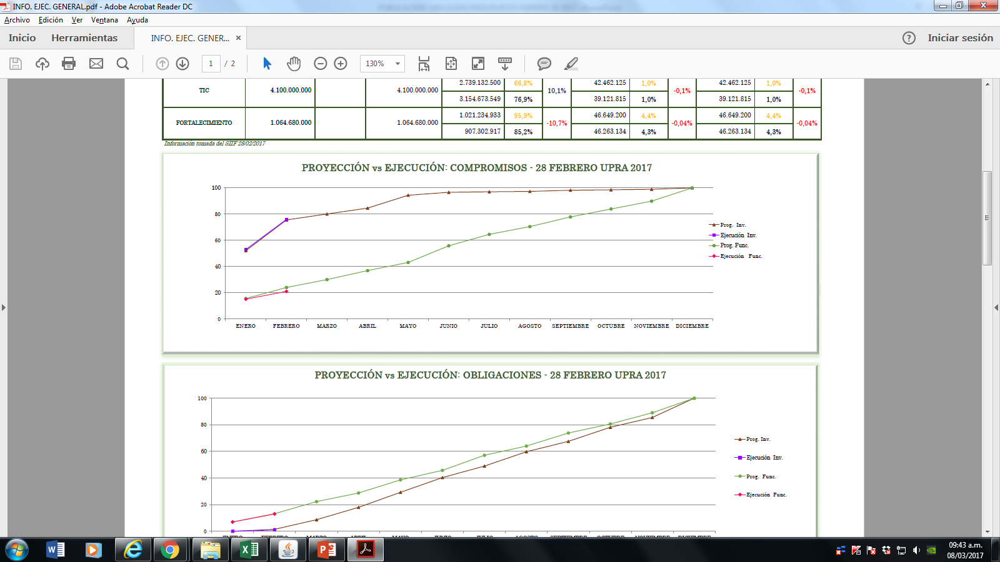 INFO. EJEC. GENERAL.pdf - Adobe Acrobat Reader DC
Archivo Edición Ver Ventana Ayuda
Inicio Herramientas INFO. EJEC. GENER... × ? Iniciar sesión
1 / 2 130%
2.739.132.500 66,8% 42.462.125 1,0% 42.462.125 1,0%
TIC 4.100.000.000 4.100.000.000 10,1% -0,1% -0,1%
3.154.673.549 76,9% 39.121.815 1,0% 39.121.815 1,0%
1.021.234.933 95,9% 46.649.200 4,4% 46.649.200 4,4%
FORTALECIMIENTO 1.064.680.000 1.064.680.000 -10,7% -0,04% -0,04%
907.302.917 85,2% 46.263.134 4,3% 46.263.134 4,3%
Información tomada del SIIF 28/02/2017
PROYECCIÓN vs EJECUCIÓN: COMPROMISOS - 28 FEBRERO UPRA 2017
100
80
60
40
20
0
ENERO FEBRERO MARZO ABRIL MAYO JUNIO JULIO AGOSTO SEPTIEMBRE OCTUBRE NOVIEMBRE DICIEMBRE
Prog. Inv.
Ejecución Inv.
Prog. Func.
Ejecución Func.
PROYECCIÓN vs EJECUCIÓN: OBLIGACIONES - 28 FEBRERO UPRA 2017
100
80
60
40
20
0
Prog. Inv.
Ejecución Inv.
Prog. Func.
Ejecución Func.
09:43 a.m.
08/03/2017